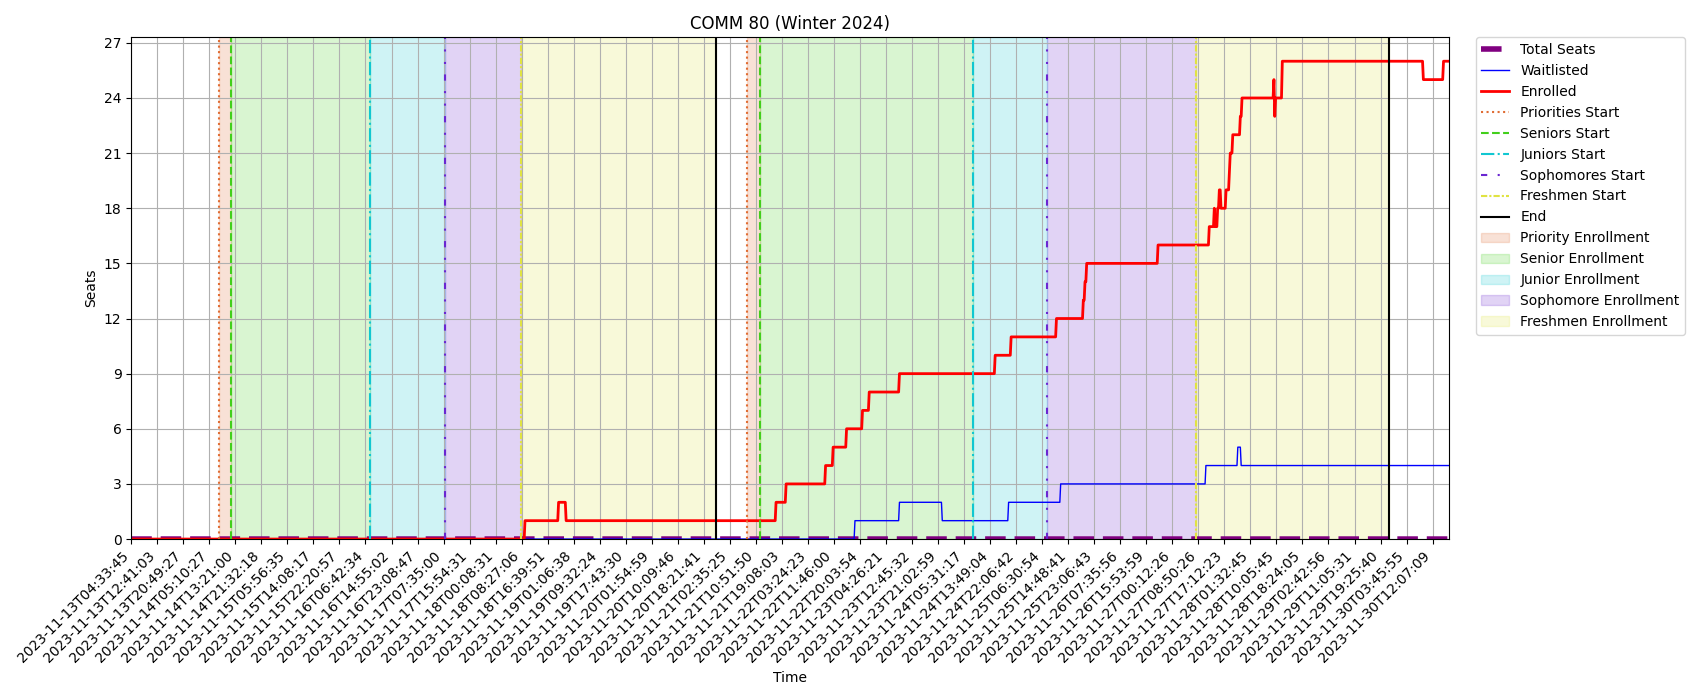 COMM 80 (Winter 2024)
27
24
21
18
15
12
9
6
3
0
Seats
2023-11-13T04:33:45
2023-11-13T12:41:03
2023-11-13T20:49:27
2023-11-14T05:10:27
2023-11-14T13:21:00
2023-11-14T21:32:18
2023-11-15T05:56:35
2023-11-15T14:08:17
2023-11-15T22:20:57
2023-11-16T06:42:34
2023-11-16T14:55:02
2023-11-16T23:08:47
2023-11-17T07:35:00
2023-11-17T15:54:31
2023-11-18T00:08:31
2023-11-18T08:27:06
2023-11-18T16:39:51
2023-11-19T01:06:38
2023-11-19T09:32:24
2023-11-19T17:43:30
2023-11-20T01:54:59
2023-11-20T10:09:46
2023-11-20T18:21:41
2023-11-21T02:35:25
2023-11-21T10:51:50
2023-11-21T19:08:03
2023-11-22T03:24:23
2023-11-22T11:46:00
2023-11-22T20:03:54
2023-11-23T04:26:21
2023-11-23T12:45:32
2023-11-23T21:02:59
2023-11-24T05:31:17
2023-11-24T13:49:04
2023-11-24T22:06:42
2023-11-25T06:30:54
2023-11-25T14:48:41
2023-11-25T23:06:43
2023-11-26T07:35:56
2023-11-26T15:53:59
2023-11-27T00:12:26
2023-11-27T08:50:26
2023-11-27T17:12:23
2023-11-28T01:32:45
2023-11-28T10:05:45
2023-11-28T18:24:05
2023-11-29T02:42:56
2023-11-29T11:05:31
2023-11-29T19:25:40
2023-11-30T03:45:55
2023-11-30T12:07:09
Time
Total Seats
Waitlisted
Enrolled
Priorities Start
Seniors Start
Juniors Start
Sophomores Start
Freshmen Start
End
Priority Enrollment
Senior Enrollment
Junior Enrollment
Sophomore Enrollment
Freshmen Enrollment